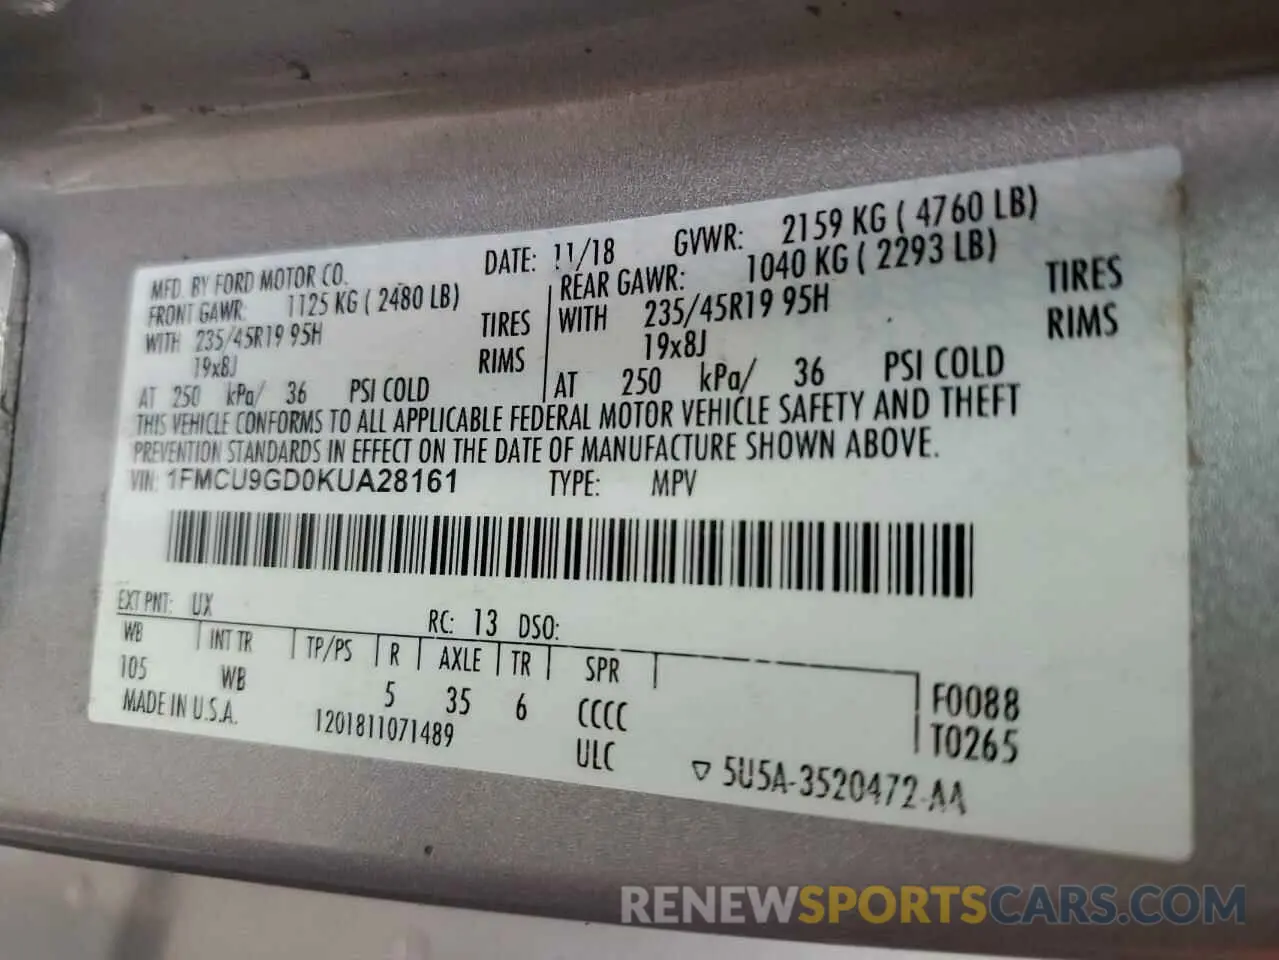 MFD. BY FORD MOTOR CO. DATE: 11/18 GVWR: 2159 KG ( 4760 LB)
FRONT GAWR: 1125 KG ( 2480 LB) REAR GAWR: 1040 KG ( 2293 LB)
WITH 235/45R19 95H TIRES WITH 235/45R19 95H TIRES
19x8J RIMS 19x8J RIMS
AT 250 kPa/ 36 PSI COLD AT 250 kPa/ 36 PSI COLD
THIS VEHICLE CONFORMS TO ALL APPLICABLE FEDERAL MOTOR VEHICLE SAFETY AND THEFT
PREVENTION STANDARDS IN EFFECT ON THE DATE OF MANUFACTURE SHOWN ABOVE.
VIN: 1FMCU9GD0KUA28161 TYPE: MPV
EXT PNT: UX RC: 13 DSO:
WB INT TR TP/PS R AXLE TR SPR
105 WB 5 35 6 CCCC F0088
MADE IN U.S.A. 1201811071489 ULC T0265
5U5A-3520472-AA
RENEWSPORTSCARS.COM